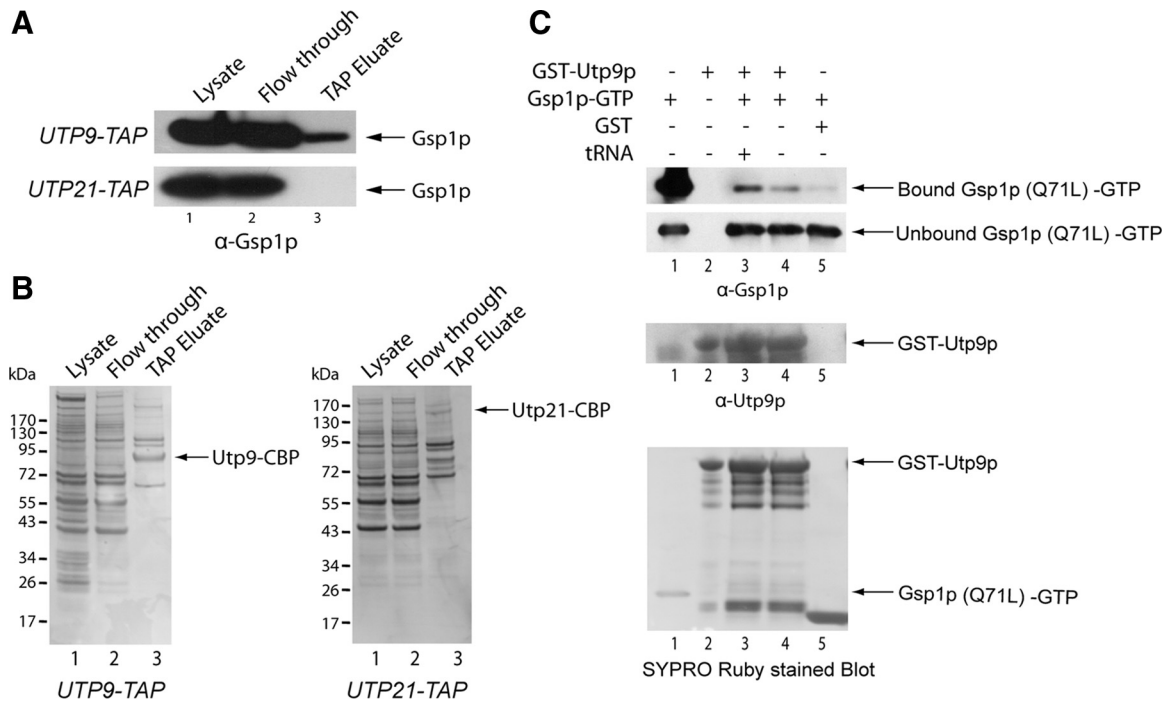 A
Lysate
Flow through
TAP Eluate
UTP9-TAP
Gsp1p
UTP21-TAP
Gsp1p
1 2 3
α-Gsp1p
B
kDa
Lysate
Flow through
TAP Eluate
170
130
95
72
55
43
34
26
17
Utp9-CBP
1 2 3
UTP9-TAP
kDa
Lysate
Flow through
TAP Eluate
170
130
95
72
55
43
34
26
17
Utp21-CBP
1 2 3
UTP21-TAP
C
GST-Utp9p - + + + -
Gsp1p-GTP + - + + +
GST - - - - +
tRNA - - + - -
Bound Gsp1p (Q71L) -GTP
Unbound Gsp1p (Q71L) -GTP
1 2 3 4 5
α-Gsp1p
GST-Utp9p
1 2 3 4 5
α-Utp9p
GST-Utp9p
Gsp1p (Q71L) -GTP
1 2 3 4 5
SYPRO Ruby stained Blot